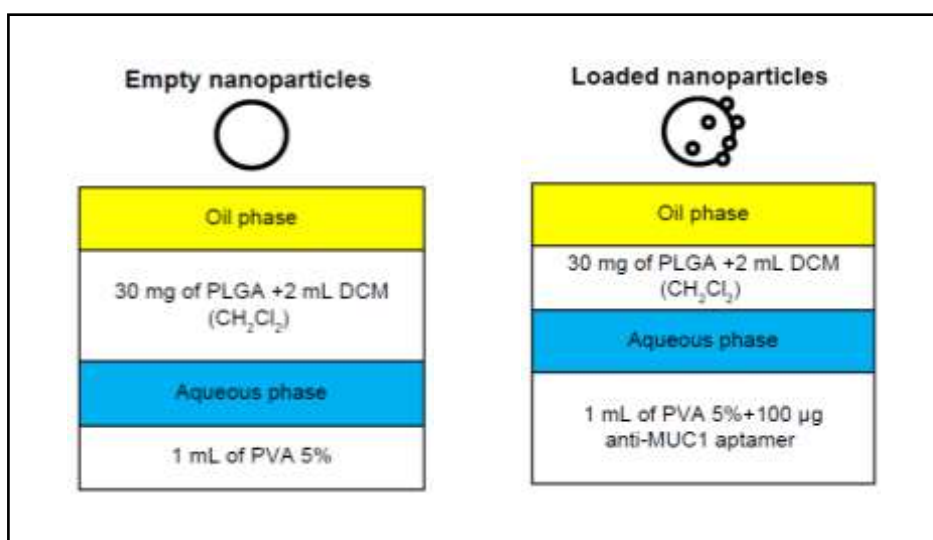 Empty nanoparticles
Oil phase
30 mg of PLGA +2 mL DCM
(CH₂Cl₂)
Aqueous phase
1 mL of PVA 5%
Loaded nanoparticles
Oil phase
30 mg of PLGA +2 mL DCM
(CH₂Cl₂)
Aqueous phase
1 mL of PVA 5%+100 µg
anti-MUC1 aptamer